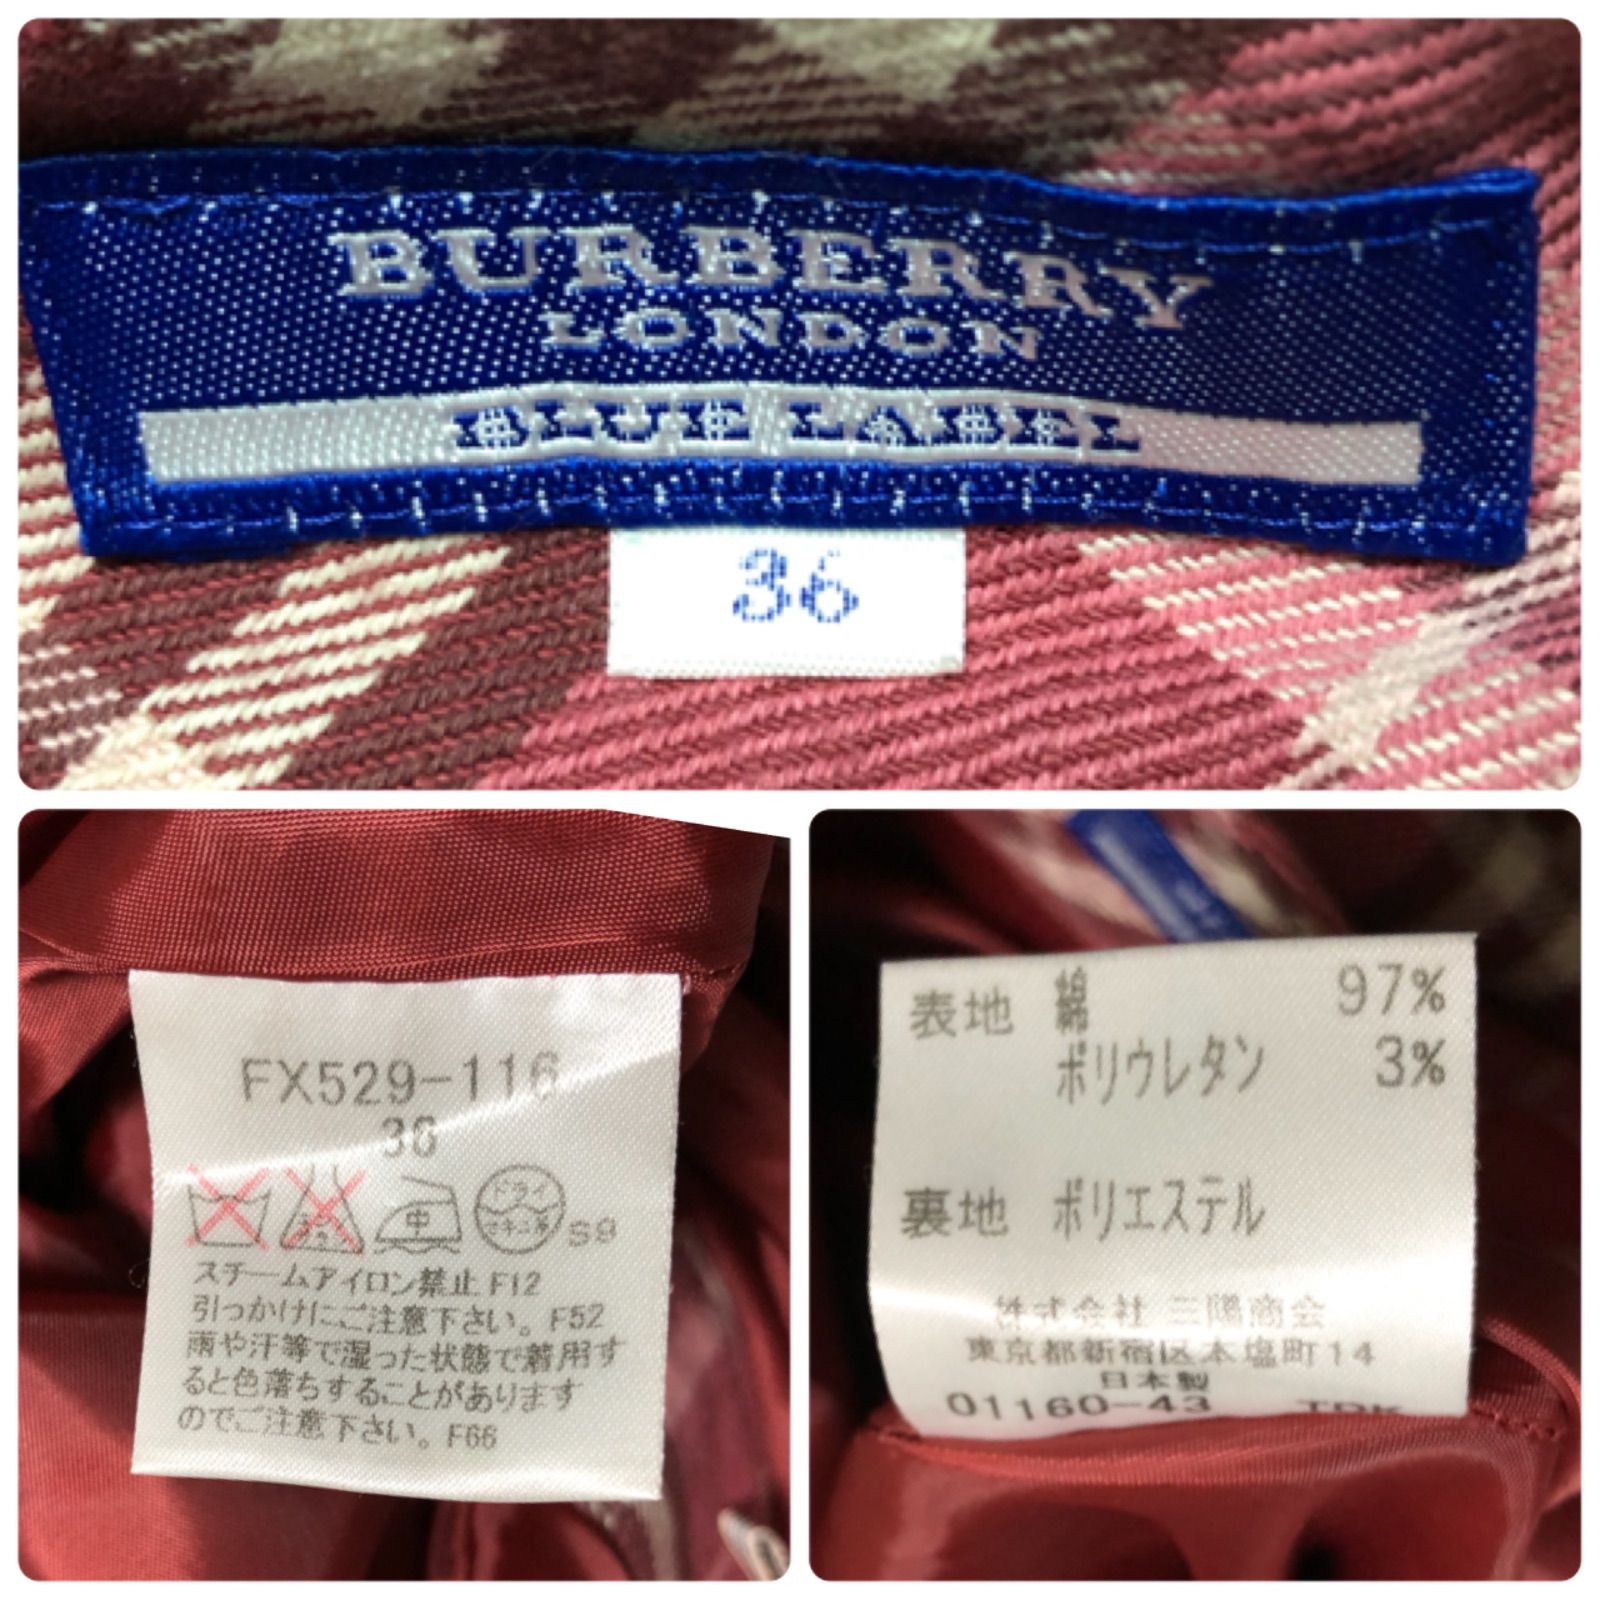 BURBERRY
LONDON
BLUE LABEL
36
FX529-116
36
中
ドライ
S9
スチームアイロン禁止 F12
引っかけにご注意下さい。 F52
雨や汗等で湿った状態で着用す
ると色落ちすることがあります
のでご注意下さい。 F66
表地 綿 97%
ポリウレタン 3%
裏地 ポリエステル
株式会社 三陽商会
東京都新宿区本塩町14
日本製
01160-43 TDK